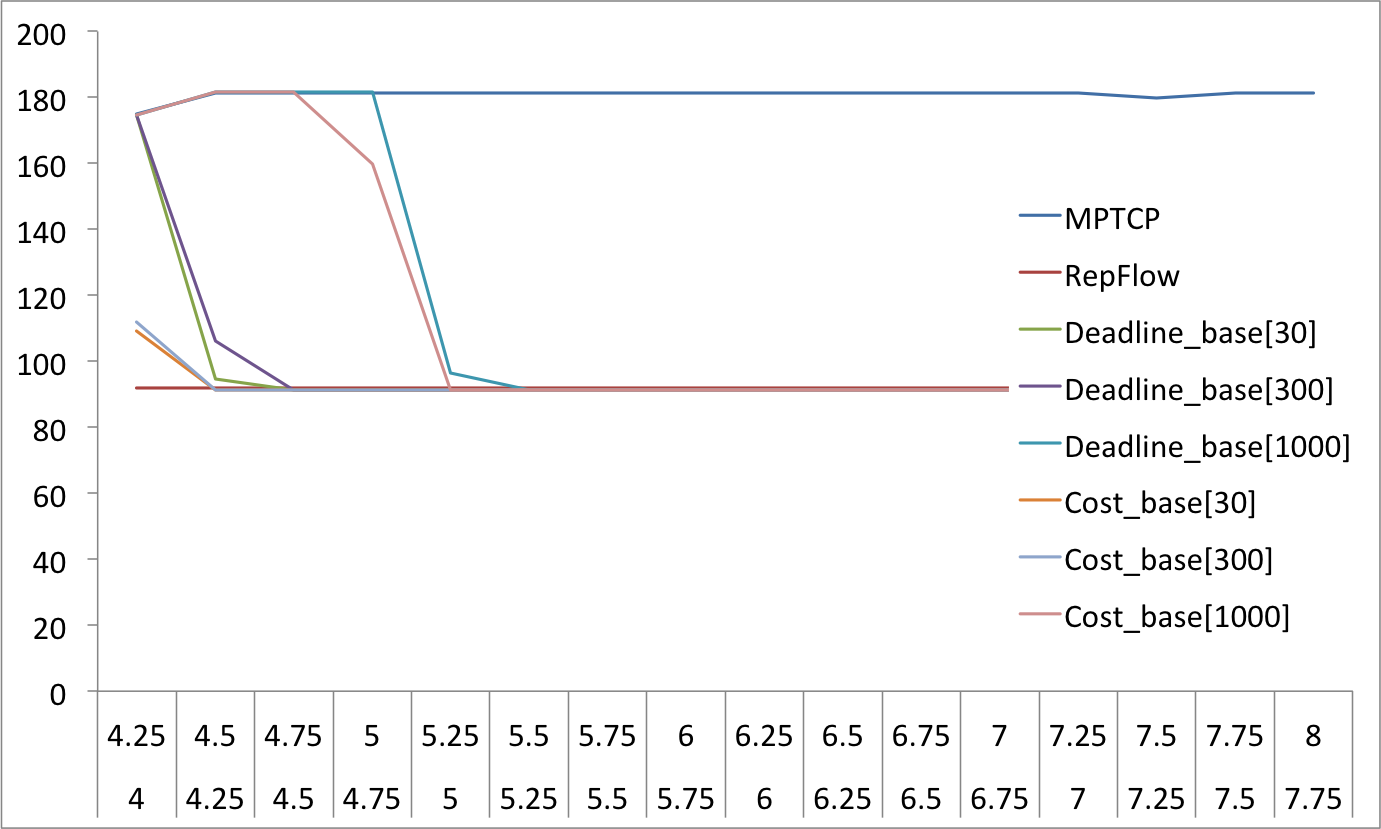 200
180
160
140
120
100
80
60
40
20
0
MPTCP
RepFlow
Deadline_base[30]
Deadline_base[300]
Deadline_base[1000]
Cost_base[30]
Cost_base[300]
Cost_base[1000]
4.25 4.5 4.75 5 5.25 5.5 5.75 6 6.25 6.5 6.75 7 7.25 7.5 7.75 8
4 4.25 4.5 4.75 5 5.25 5.5 5.75 6 6.25 6.5 6.75 7 7.25 7.5 7.75